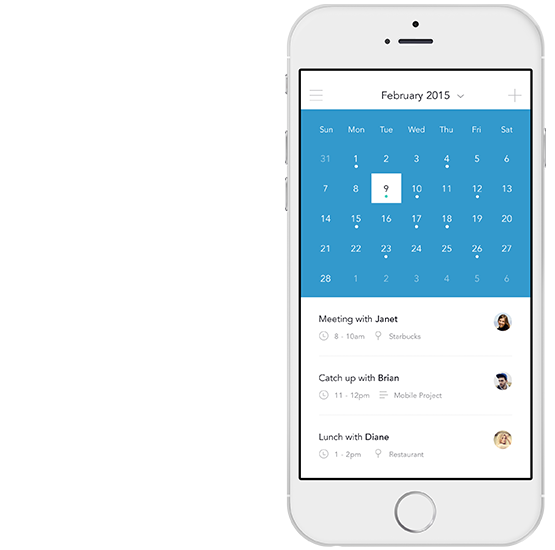 February 2015
Sun Mon Tue Wed Thu Fri Sat
31 1 2 3 4 5 6
7 8 9 10 11 12 13
14 15 16 17 18 19 20
21 22 23 24 25 26 27
28 1 2 3 4 5 6
Meeting with Janet
8 - 10am Starbucks
Catch up with Brian
11 - 12pm Mobile Project
Lunch with Diane
1 - 2pm Restaurant